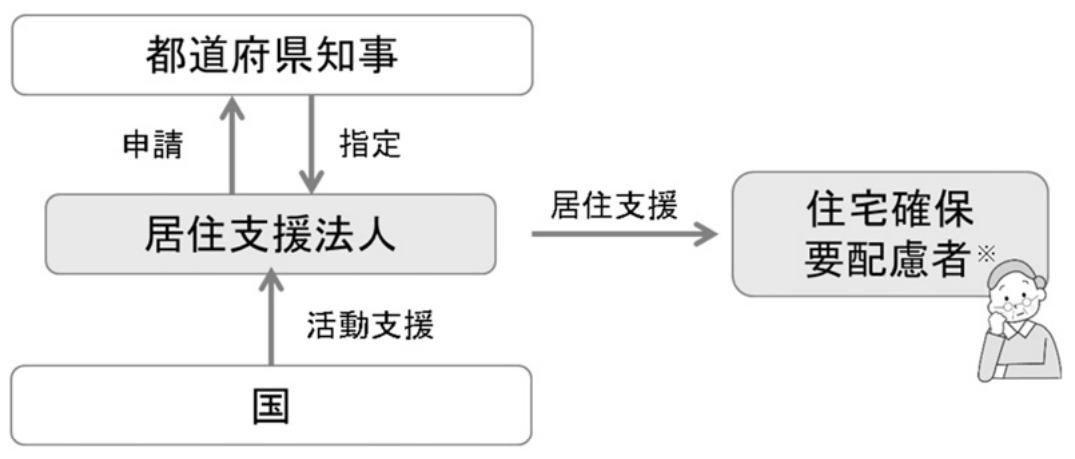 都道府県知事
申請
指定
居住支援法人
居住支援
住宅確保
要配慮者※
活動支援
国